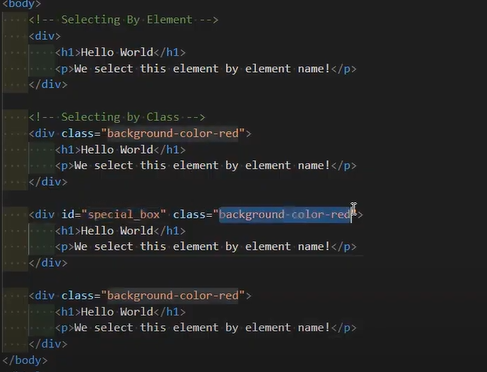 <body>
<!-- Selecting By Element -->
<div>
<h1>Hello World</h1>
<p>We select this element by element name!</p>
</div>
<!-- Selecting by Class -->
<div class="background-color-red">
<h1>Hello World</h1>
<p>We select this element by element name!</p>
</div>
<div id="special_box" class="background-color-red">
<h1>Hello World</h1>
<p>We select this element by element name!</p>
</div>
<div class="background-color-red">
<h1>Hello World</h1>
<p>We select this element by element name!</p>
</div>
</body>